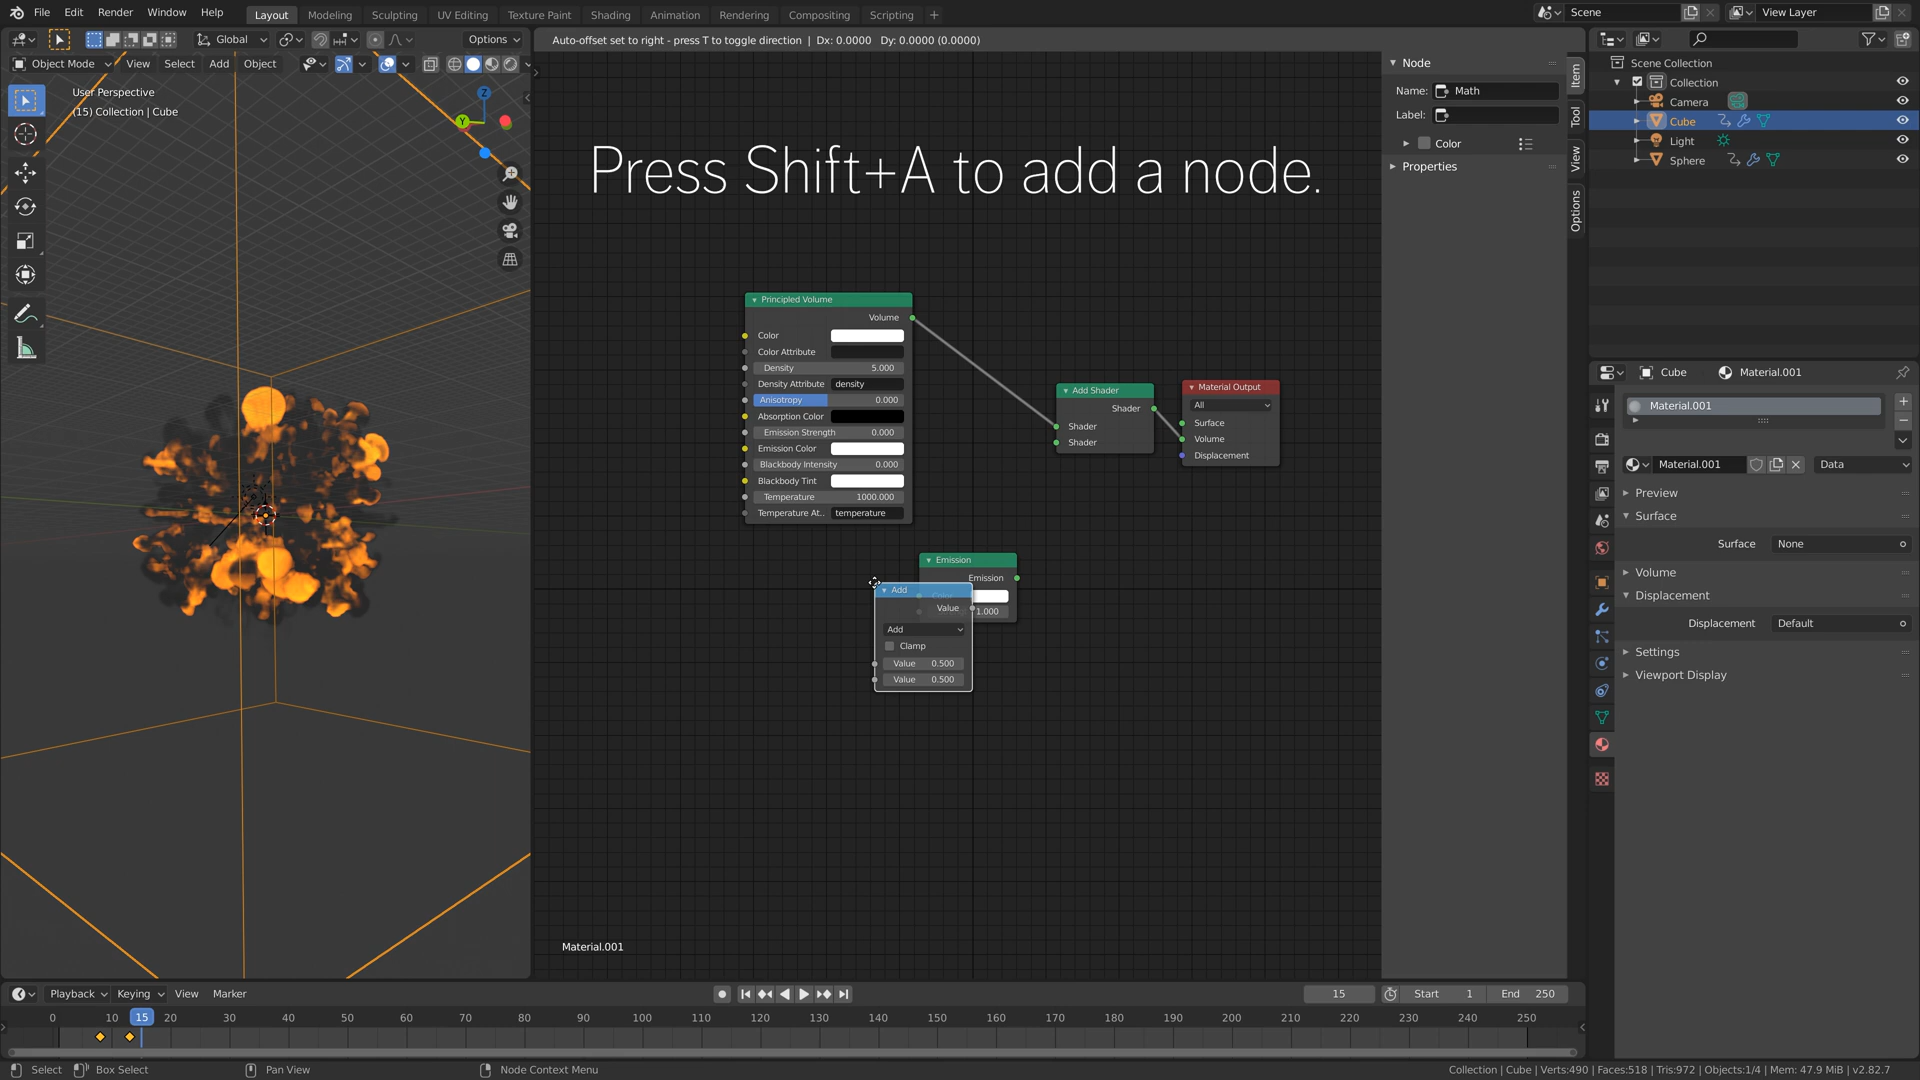 File Edit Render Window Help
Layout Modeling Sculpting UV Editing Texture Paint Shading Animation Rendering Compositing Scripting
Scene View Layer
Global Options
Auto-offset set to right - press T to toggle direction | Dx: 0.0000 Dy: 0.0000 (0.0000)
Object Mode View Select Add Object
User Perspective
(15) Collection | Cube
Z
Y
Press Shift+A to add a node.
Principled Volume
Volume
Color
Color Attribute
Density 5.000
Density Attribute density
Anisotropy 0.000
Absorption Color
Emission Strength 0.000
Emission Color
Blackbody Intensity 0.000
Blackbody Tint
Temperature 1000.000
Temperature At.. temperature
Add Shader
Shader
Shader
Shader
Material Output
All
Surface
Volume
Displacement
Emission
Emission
Color
1.000
Add
Value
Add
Clamp
Value 0.500
Value 0.500
Material.001
Node
Name: Math
Label:
Color
Properties
Item
Tool
View
Options
Scene Collection
Collection
Camera
Cube
Light
Sphere
Cube Material.001
Material.001
Material.001 Data
Preview
Surface
Surface None
Volume
Displacement
Displacement Default
Settings
Viewport Display
Playback Keying View Marker
15 Start 1 End 250
0 10 15 20 30 40 50 60 70 80 90 100 110 120 130 140 150 160 170 180 190 200 210 220 230 240 250
Select Box Select Pan View Node Context Menu
Collection | Cube | Verts:490 | Faces:518 | Tris:972 | Objects:1/4 | Mem: 47.9 MiB | v2.82.7